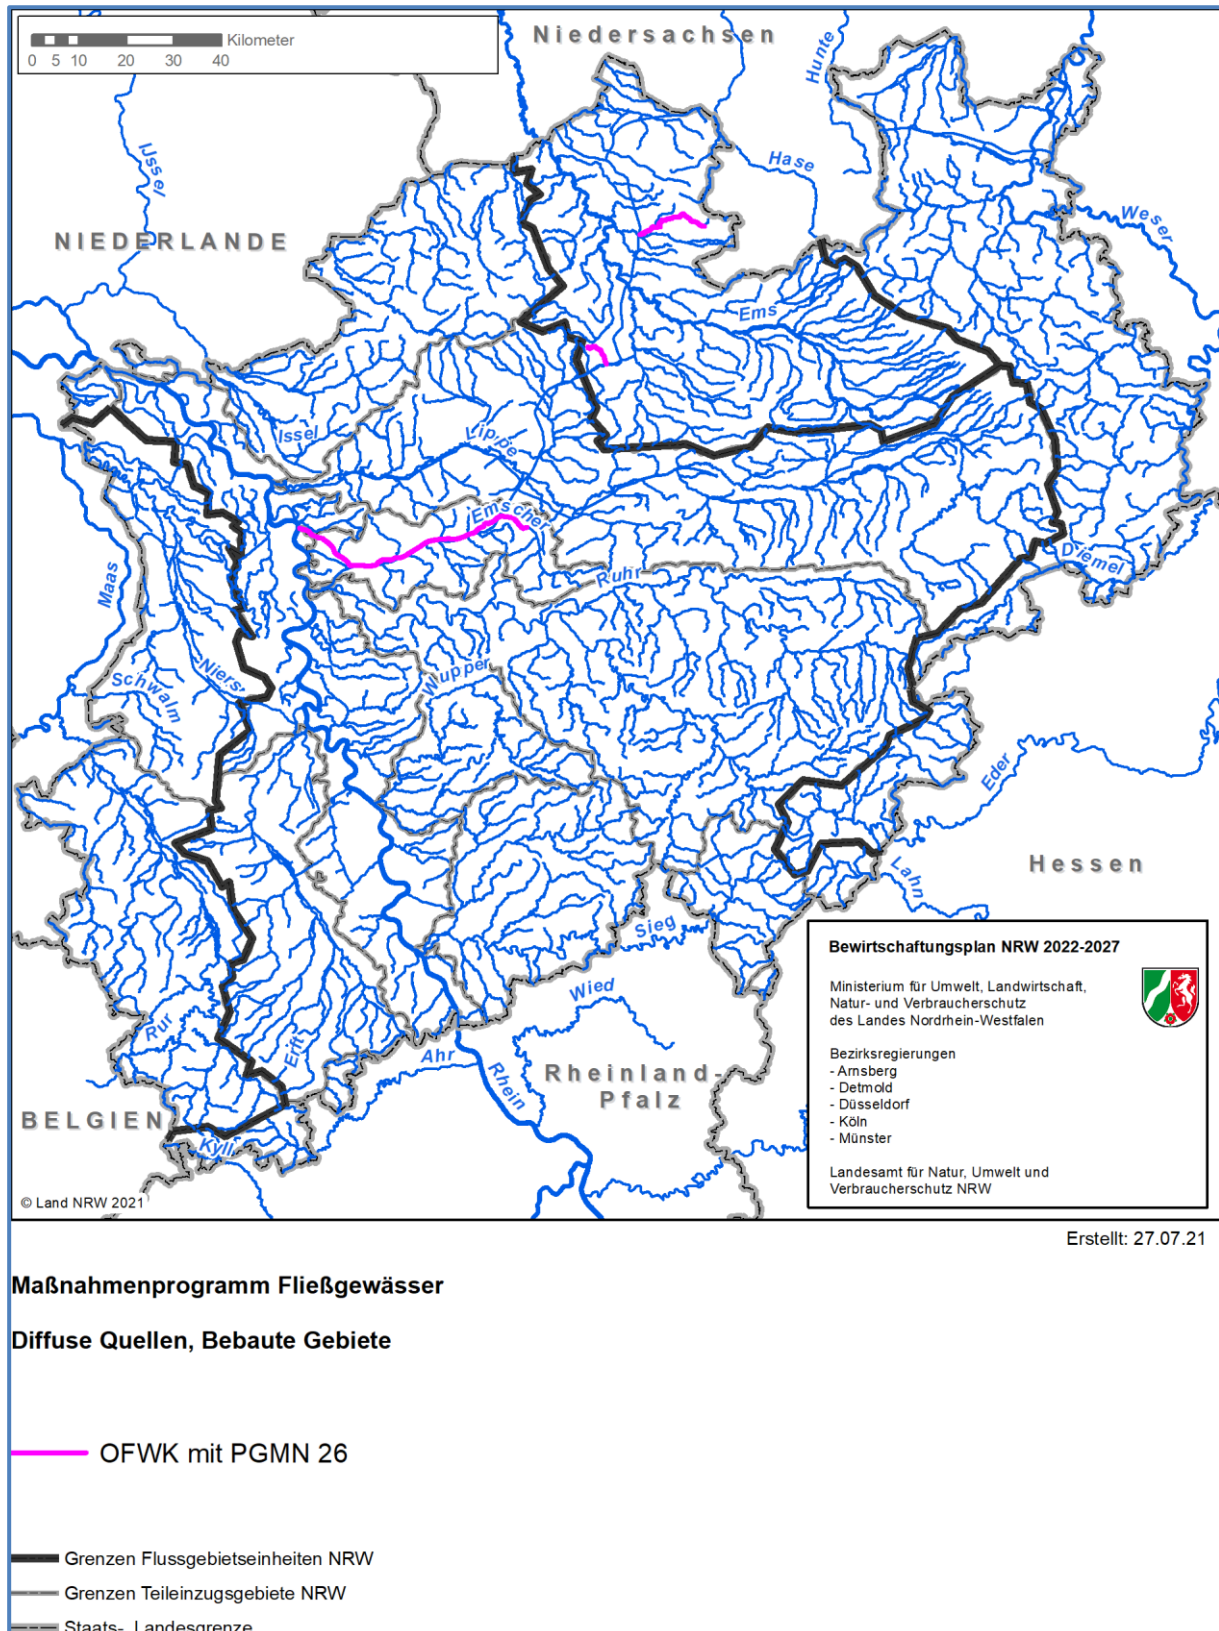 Kilometer
0 5 10 20 30 40
Niedersachsen
Hunte
IJssel
Hase
Weser
NIEDERLANDE
Ems
Issel
Lippe
Emscher
Maas
Diemel
Ruhr
Wupper
Niers
Schwalm
Eder
Hessen
Lahn
Sieg
Wied
Rur
Erft
Ahr
Rhein
Rheinland-
Pfalz
BELGIEN
Kyll
© Land NRW 2021
Bewirtschaftungsplan NRW 2022-2027
Ministerium für Umwelt, Landwirtschaft,
Natur- und Verbraucherschutz
des Landes Nordrhein-Westfalen
Bezirksregierungen
- Arnsberg
- Detmold
- Düsseldorf
- Köln
- Münster
Landesamt für Natur, Umwelt und
Verbraucherschutz NRW
Erstellt: 27.07.21
Maßnahmenprogramm Fließgewässer
Diffuse Quellen, Bebaute Gebiete
OFWK mit PGMN 26
Grenzen Flussgebietseinheiten NRW
Grenzen Teileinzugsgebiete NRW
Staats-, Landesgrenze